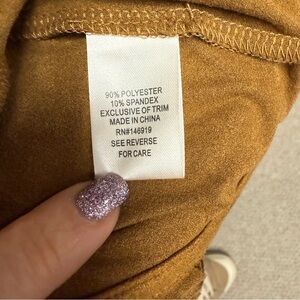 90% POLYESTER
10% SPANDEX
EXCLUSIVE OF TRIM
MADE IN CHINA
RN#146919
SEE REVERSE
FOR CARE